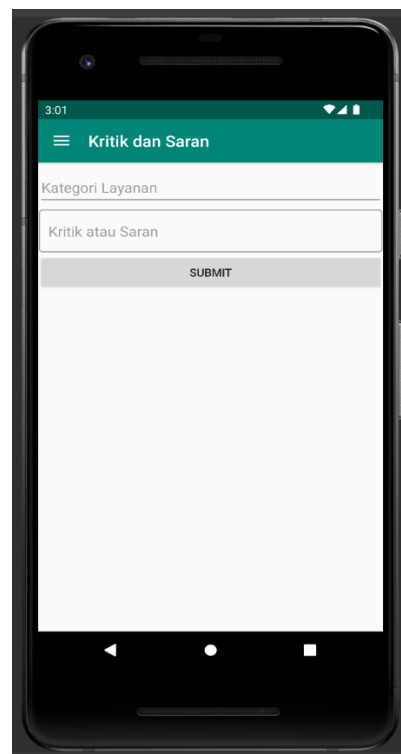 3:01
Kritik dan Saran
Kategori Layanan
Kritik atau Saran
SUBMIT